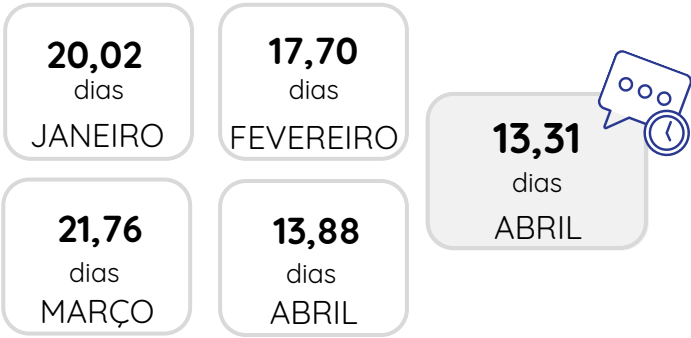 20,02
dias
JANEIRO
17,70
dias
FEVEREIRO
21,76
dias
MARÇO
13,88
dias
ABRIL
13,31
dias
ABRIL